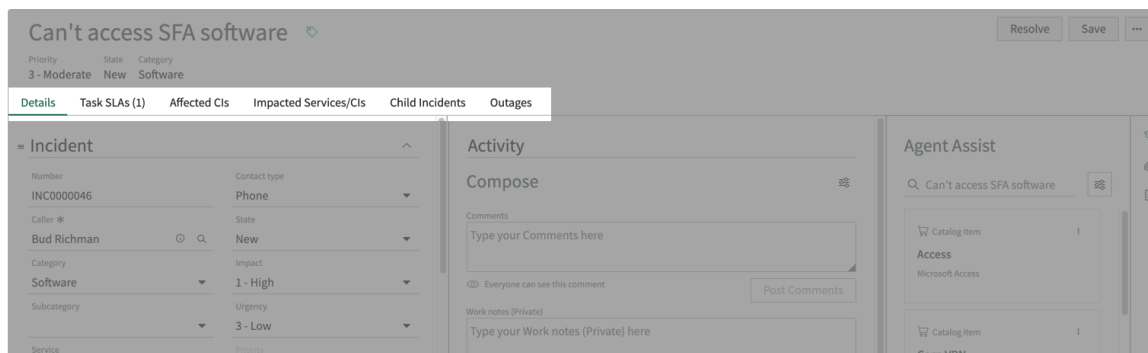 Can't access SFA software
Resolve
Save
Priority State Category
3 - Moderate New Software
Details Task SLAs (1) Affected CIs Impacted Services/CIs Child Incidents Outages
Incident
Number
INC0000046
Contact type
Phone
Caller *
Bud Richman
State
New
Category
Software
Impact
1 - High
Subcategory
Urgency
3 - Low
Service
Priority
Activity
Compose
Comments
Type your Comments here
Everyone can see this comment
Post Comments
Work notes (Private)
Type your Work notes (Private) here
Agent Assist
Can't access SFA software
Catalog Item
Access
Microsoft Access
Catalog Item